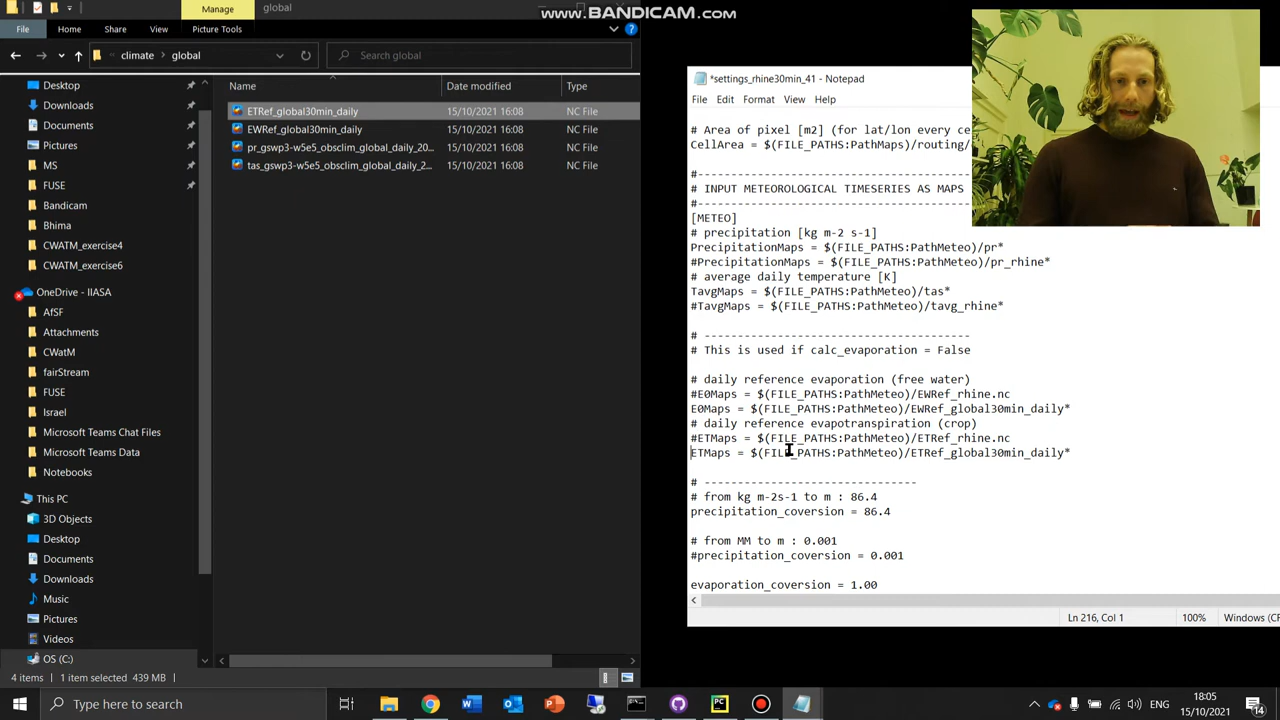 Manage
global
WWW.BANDICAM.COM
File
Home
Share
View
Picture Tools
climate
global
Search global
Desktop
Downloads
Documents
Pictures
MS
FUSE
Bandicam
Bhima
CWATM_exercise4
CWATM_exercise6
OneDrive - IIASA
AfSF
Attachments
CWatM
fairStream
FUSE
Israel
Microsoft Teams Chat Files
Microsoft Teams Data
Notebooks
This PC
3D Objects
Desktop
Documents
Downloads
Music
Pictures
Videos
OS (C:)
Name Date modified Type
ETRef_global30min_daily 15/10/2021 16:08 NC File
EWRef_global30min_daily 15/10/2021 16:08 NC File
pr_gswp3-w5e5_obsclim_global_daily_20... 15/10/2021 16:08 NC File
tas_gswp3-w5e5_obsclim_global_daily_2... 15/10/2021 16:08 NC File
4 items 1 item selected 439 MB
*settings_rhine30min_41 - Notepad
File Edit Format View Help
# Area of pixel [m2] (for lat/lon every ce
CellArea = $(FILE_PATHS:PathMaps)/routing/
#---------------------------------------
# INPUT METEOROLOGICAL TIMESERIES AS MAPS
#---------------------------------------
[METEO]
# precipitation [kg m-2 s-1]
PrecipitationMaps = $(FILE_PATHS:PathMeteo)/pr*
#PrecipitationMaps = $(FILE_PATHS:PathMeteo)/pr_rhine*
# average daily temperature [K]
TavgMaps = $(FILE_PATHS:PathMeteo)/tas*
#TavgMaps = $(FILE_PATHS:PathMeteo)/tavg_rhine*
# ----------------------------------------
# This is used if calc_evaporation = False
# daily reference evaporation (free water)
#E0Maps = $(FILE_PATHS:PathMeteo)/EWRef_rhine.nc
E0Maps = $(FILE_PATHS:PathMeteo)/EWRef_global30min_daily*
# daily reference evapotranspiration (crop)
#ETMaps = $(FILE_PATHS:PathMeteo)/ETRef_rhine.nc
ETMaps = $(FILE_PATHS:PathMeteo)/ETRef_global30min_daily*
# --------------------------------
# from kg m-2s-1 to m : 86.4
precipitation_coversion = 86.4
# from MM to m : 0.001
#precipitation_coversion = 0.001
evaporation_coversion = 1.00
Ln 216, Col 1 100% Windows (CR
Type here to search
ENG
18:05
15/10/2021
14